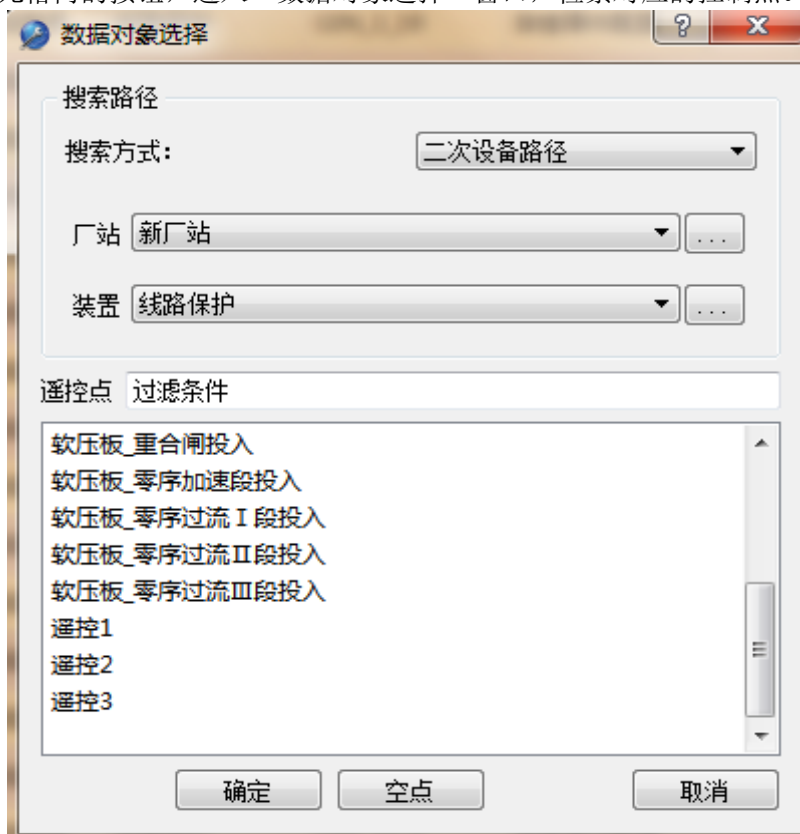 数据对象选择
搜索路径
搜索方式: 二次设备路径
厂站 新厂站 ...
装置 线路保护 ...
遥控点 过滤条件
软压板_重合闸投入
软压板_零序加速段投入
软压板_零序过流Ⅰ段投入
软压板_零序过流Ⅱ段投入
软压板_零序过流Ⅲ段投入
遥控1
遥控2
遥控3
确定 空点 取消